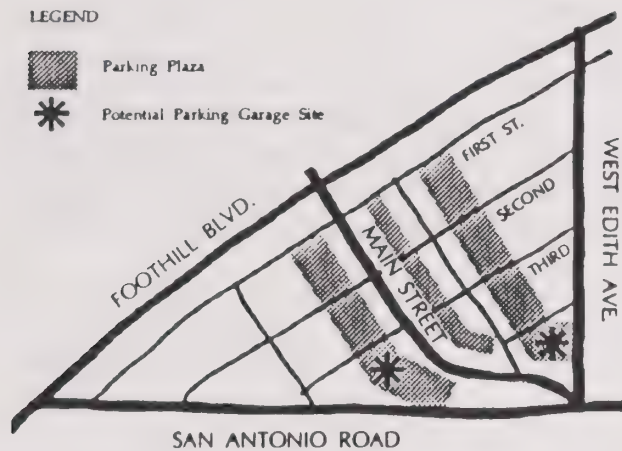 LEGEND
Parking Plaza
Potential Parking Garage Site
FOOTHILL BLVD.
MAIN STREET
FIRST ST.
SECOND
THIRD
WEST EDITH AVE.
SAN ANTONIO ROAD